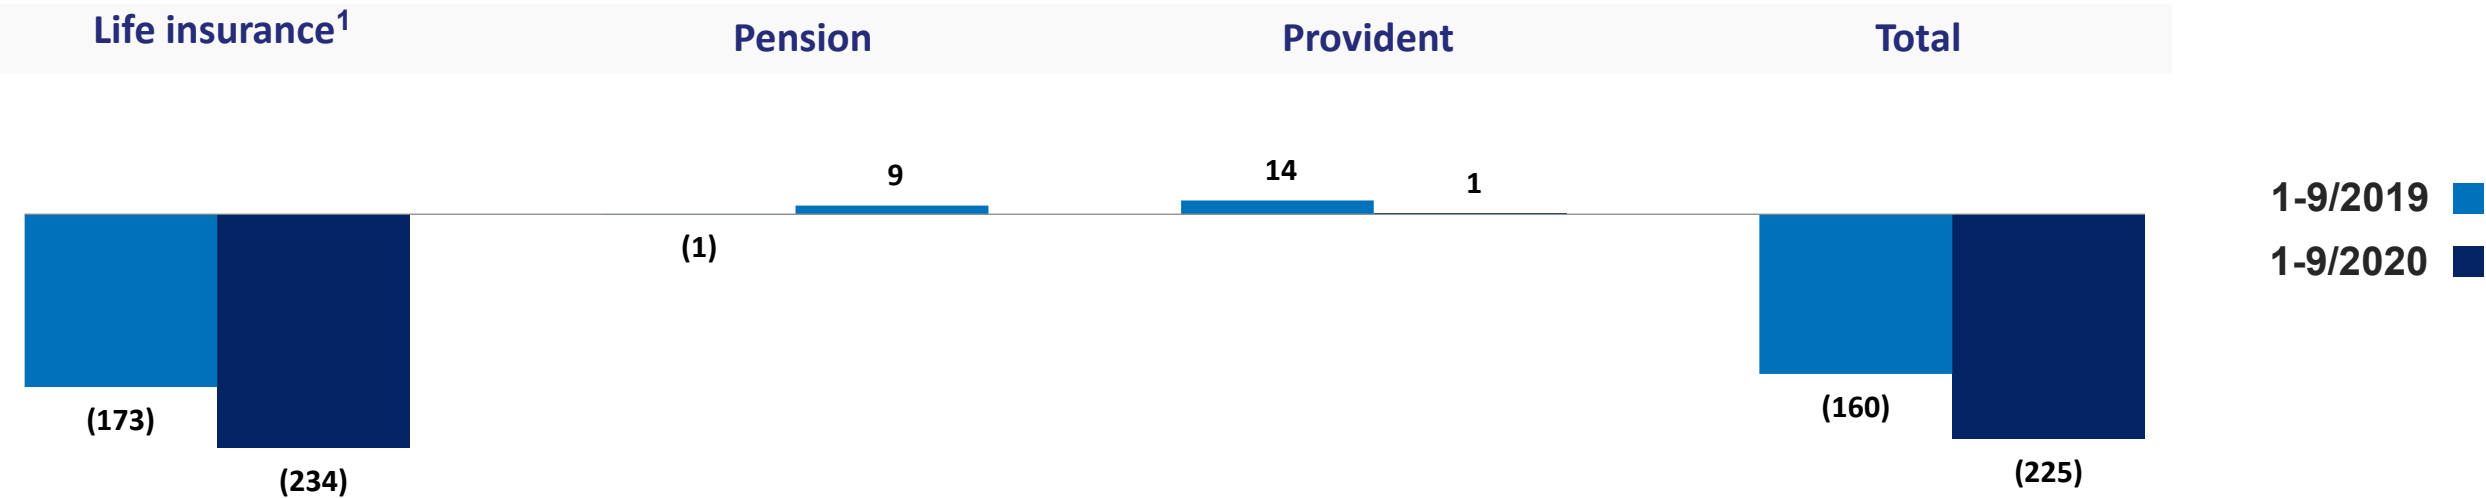 Life insurance¹
Pension
Provident
Total
9
14
1
(1)
(173)
(234)
(160)
(225)
1-9/2019
1-9/2020